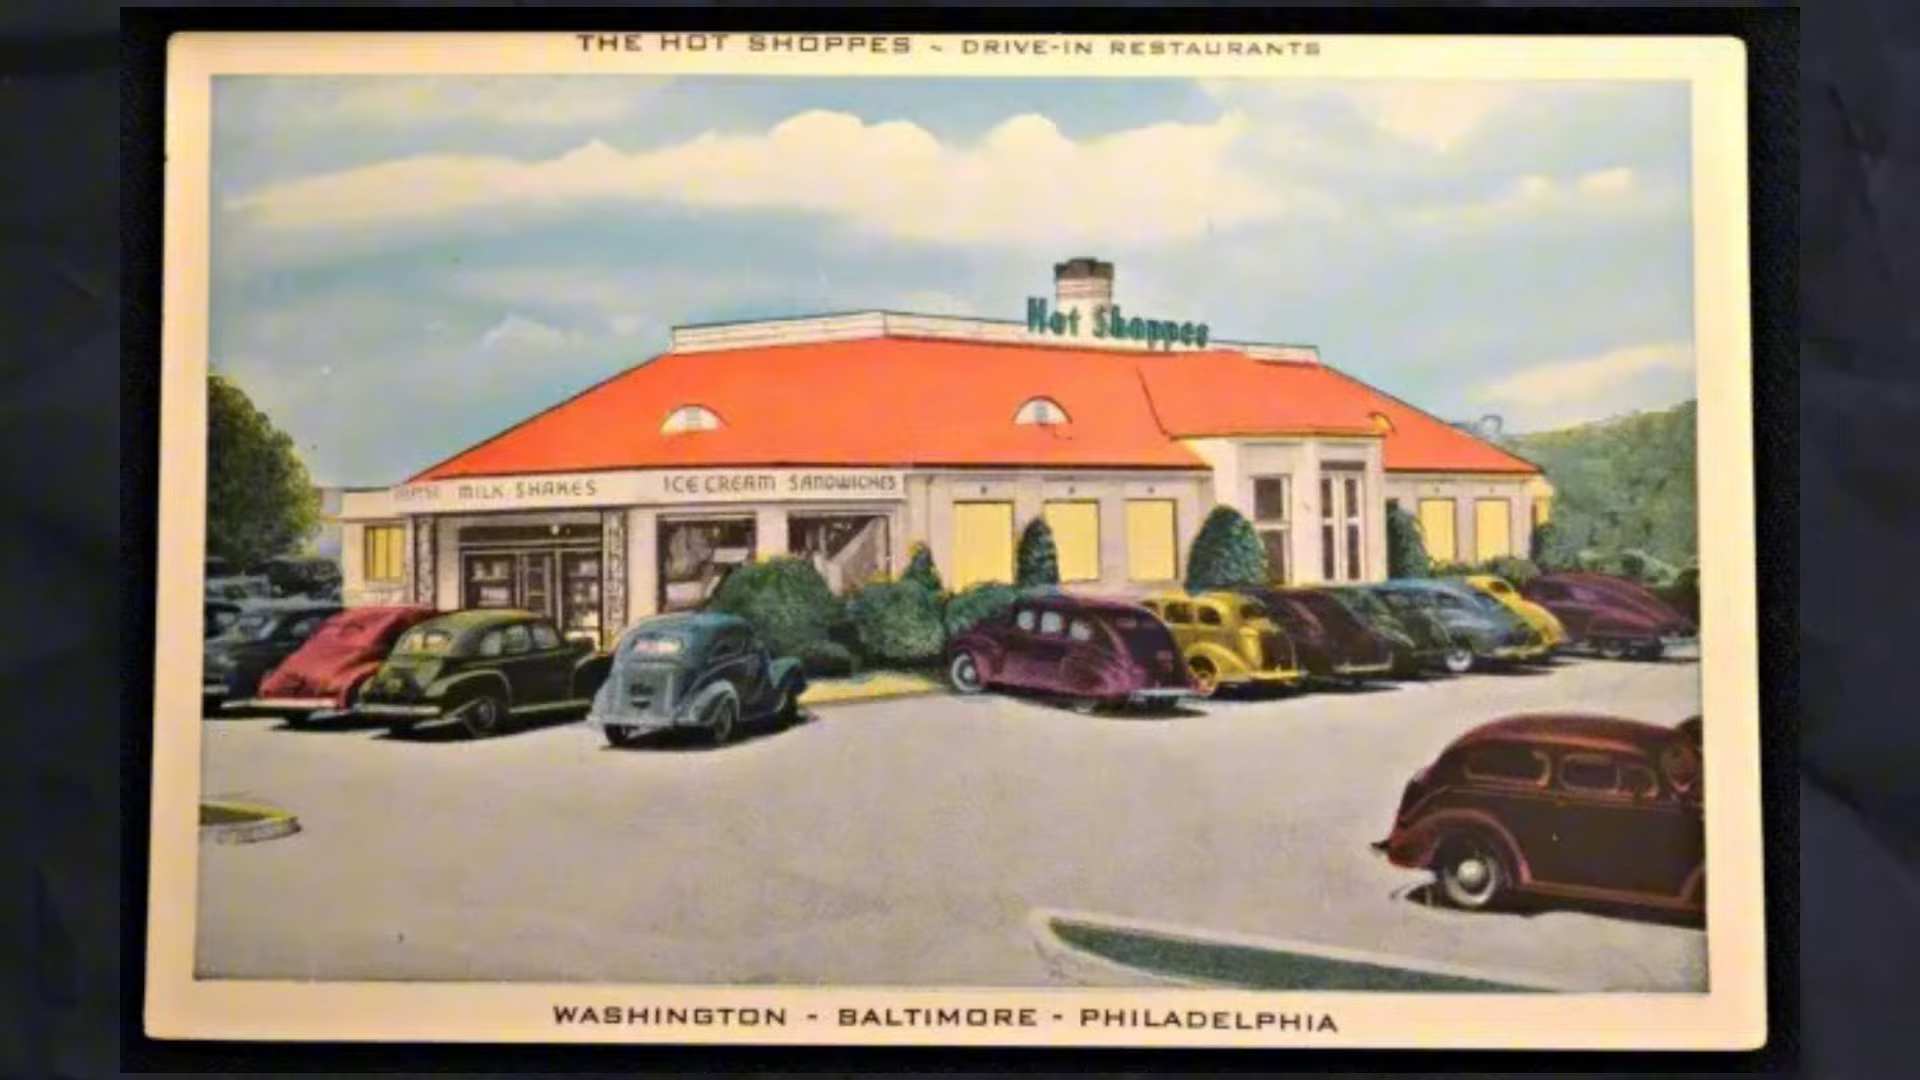 THE HOT SHOPPES ~ DRIVE-IN RESTAURANTS
Hot Shoppes
MILK SHAKES ICE CREAM SANDWICHES
WASHINGTON - BALTIMORE - PHILADELPHIA